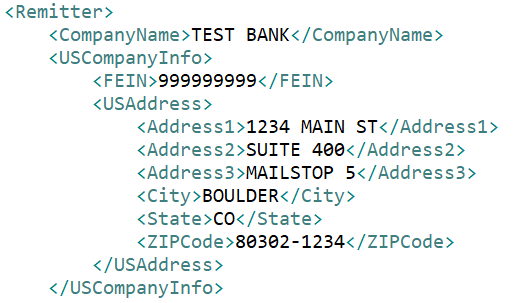 <Remitter>
<CompanyName>TEST BANK</CompanyName>
<USCompanyInfo>
<FEIN>999999999</FEIN>
<USAddress>
<Address1>1234 MAIN ST</Address1>
<Address2>SUITE 400</Address2>
<Address3>MAILSTOP 5</Address3>
<City>BOULDER</City>
<State>CO</State>
<ZIPCode>80302-1234</ZIPCode>
</USAddress>
</USCompanyInfo>